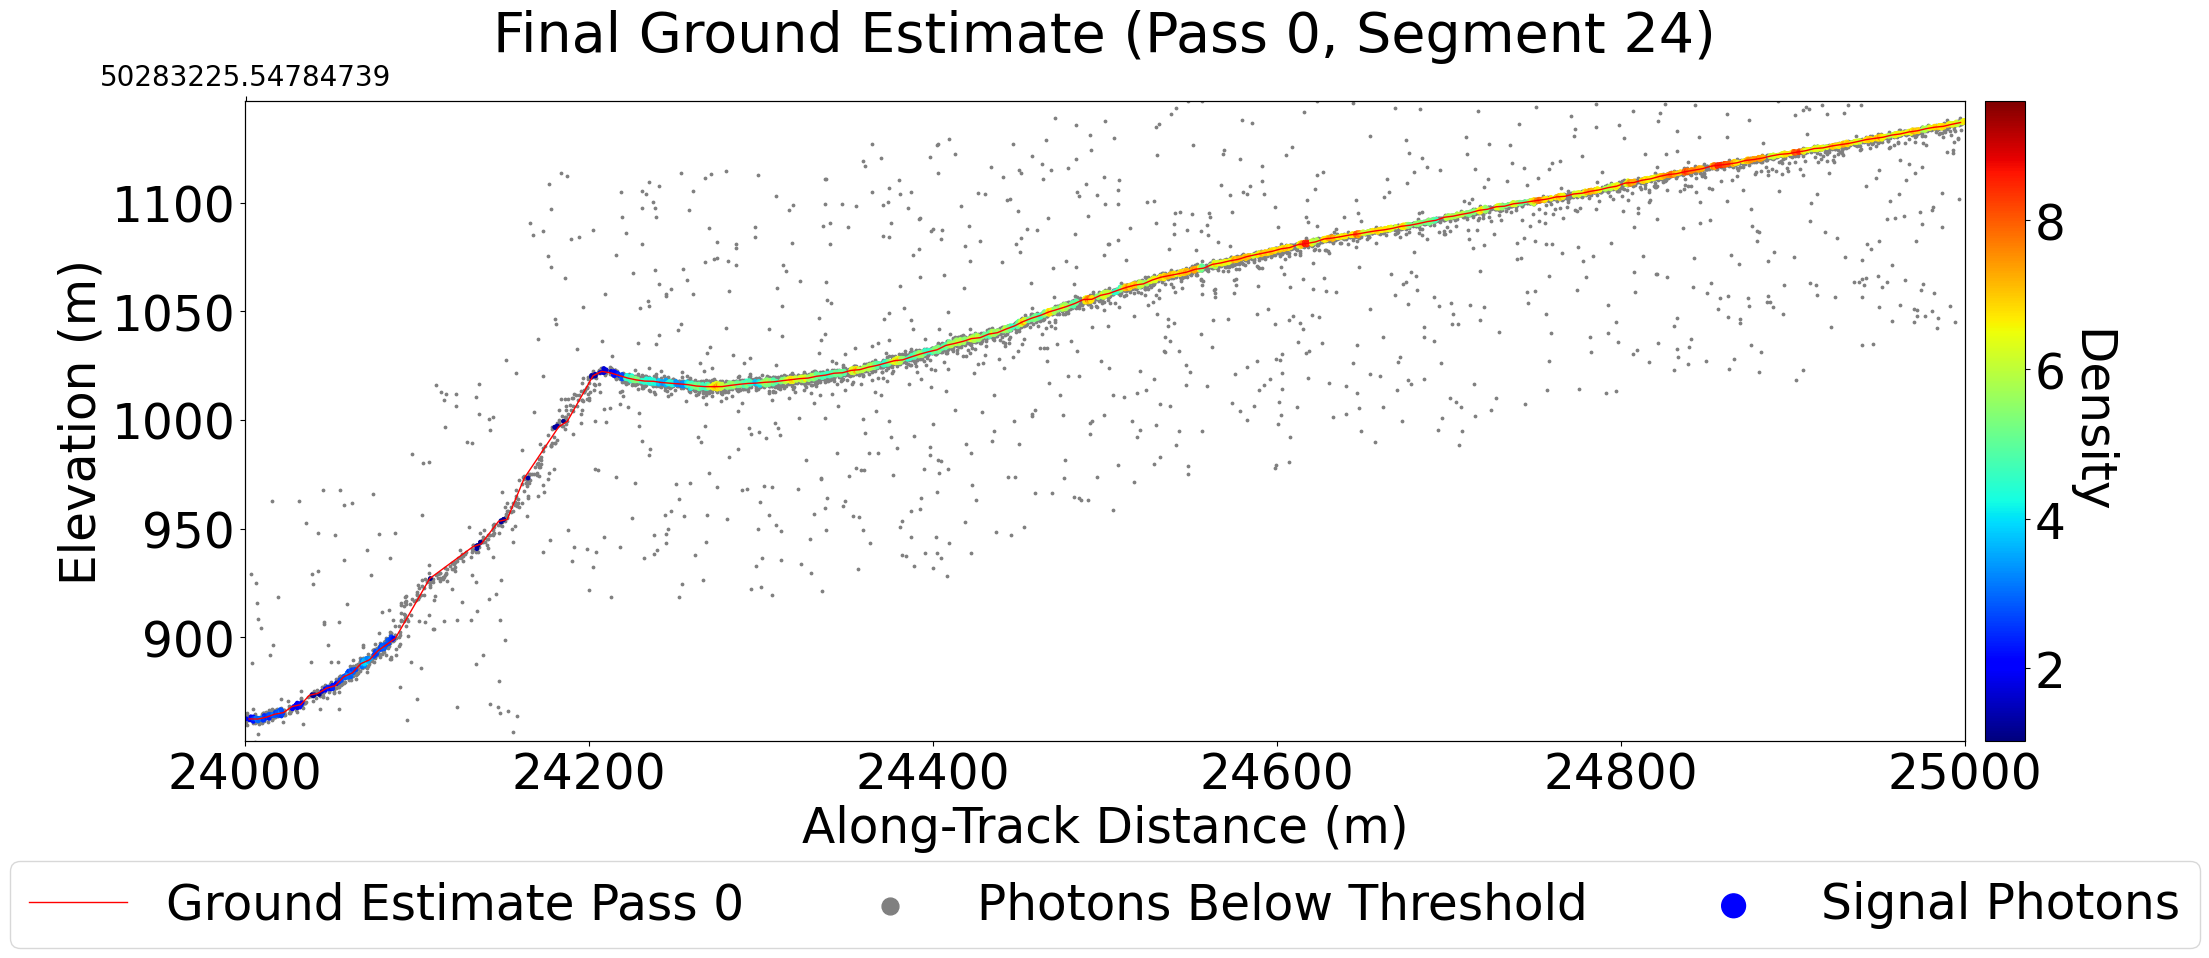 Final Ground Estimate (Pass 0, Segment 24)
50283225.54784739
1100
1050
1000
950
900
Elevation (m)
24000 24200 24400 24600 24800 25000
Along-Track Distance (m)
8
6
4
2
Density
Ground Estimate Pass 0 Photons Below Threshold Signal Photons